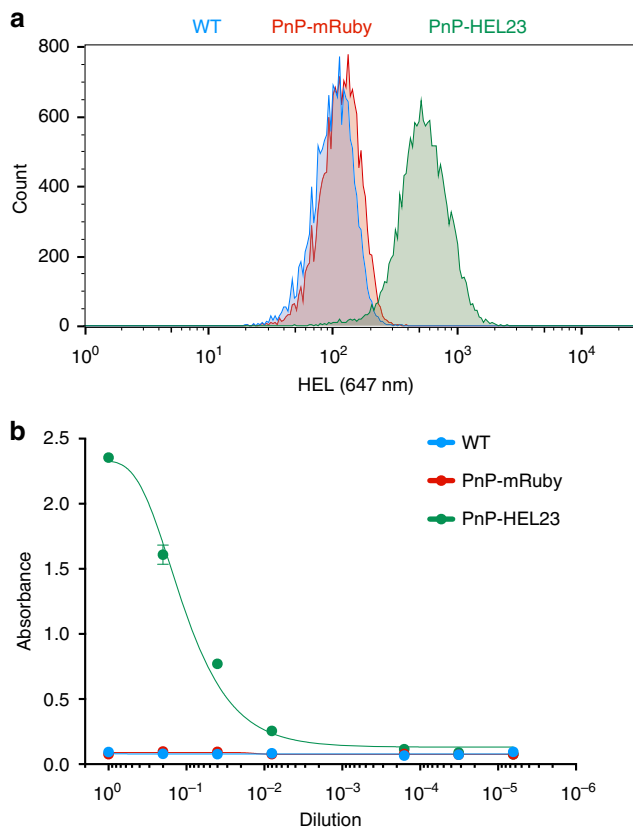 a
WT PnP-mRuby PnP-HEL23
800
600
400
200
0
Count
10⁰ 10¹ 10² 10³ 10⁴
HEL (647 nm)
b
2.5
2.0
1.5
1.0
0.5
0.0
Absorbance
WT
PnP-mRuby
PnP-HEL23
10⁰ 10⁻¹ 10⁻² 10⁻³ 10⁻⁴ 10⁻⁵ 10⁻⁶
Dilution